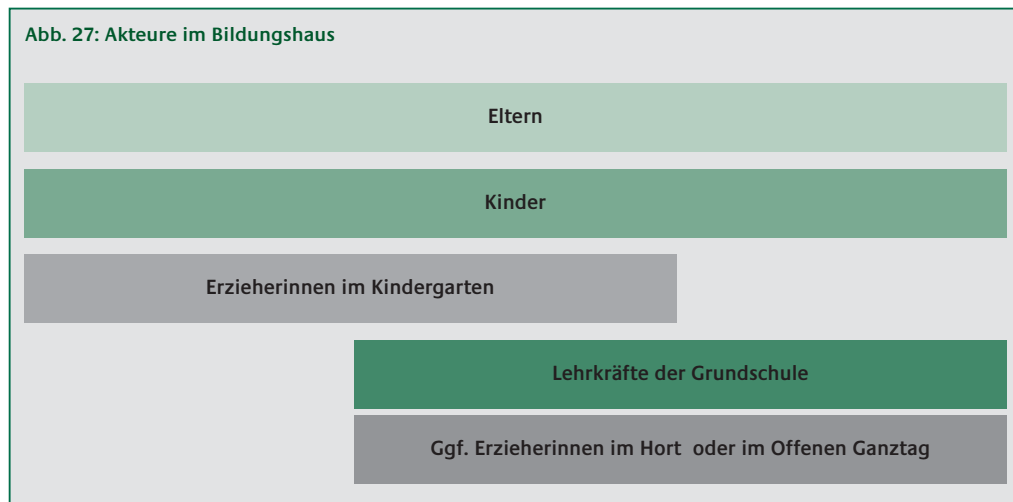 Abb. 27: Akteure im Bildungshaus
Eltern
Kinder
Erzieherinnen im Kindergarten
Lehrkräfte der Grundschule
Ggf. Erzieherinnen im Hort oder im Offenen Ganztag